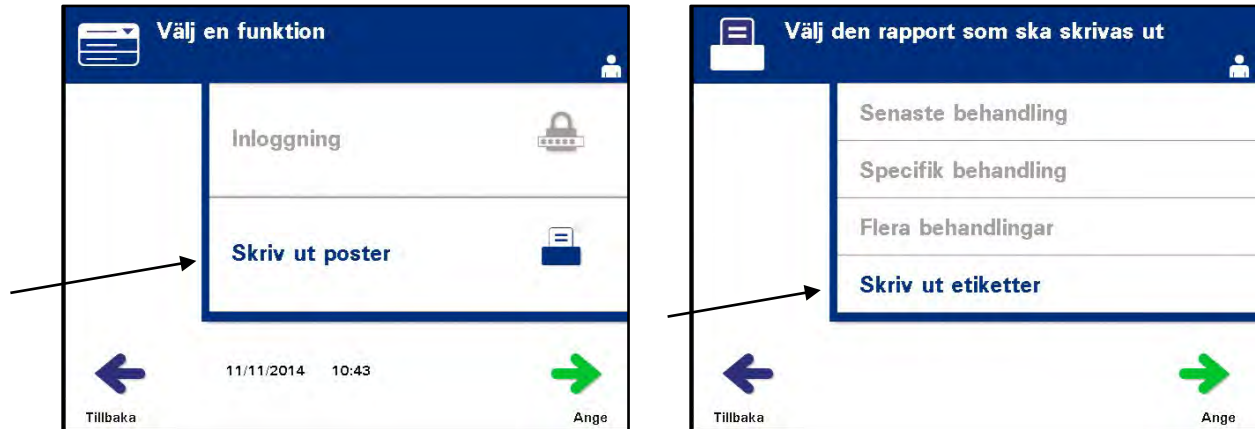 Välj en funktion
Inloggning
Skriv ut poster
11/11/2014 10:43
Tillbaka
Ange
Välj den rapport som ska skrivas ut
Senaste behandling
Specifik behandling
Flera behandlingar
Skriv ut etiketter
Tillbaka
Ange